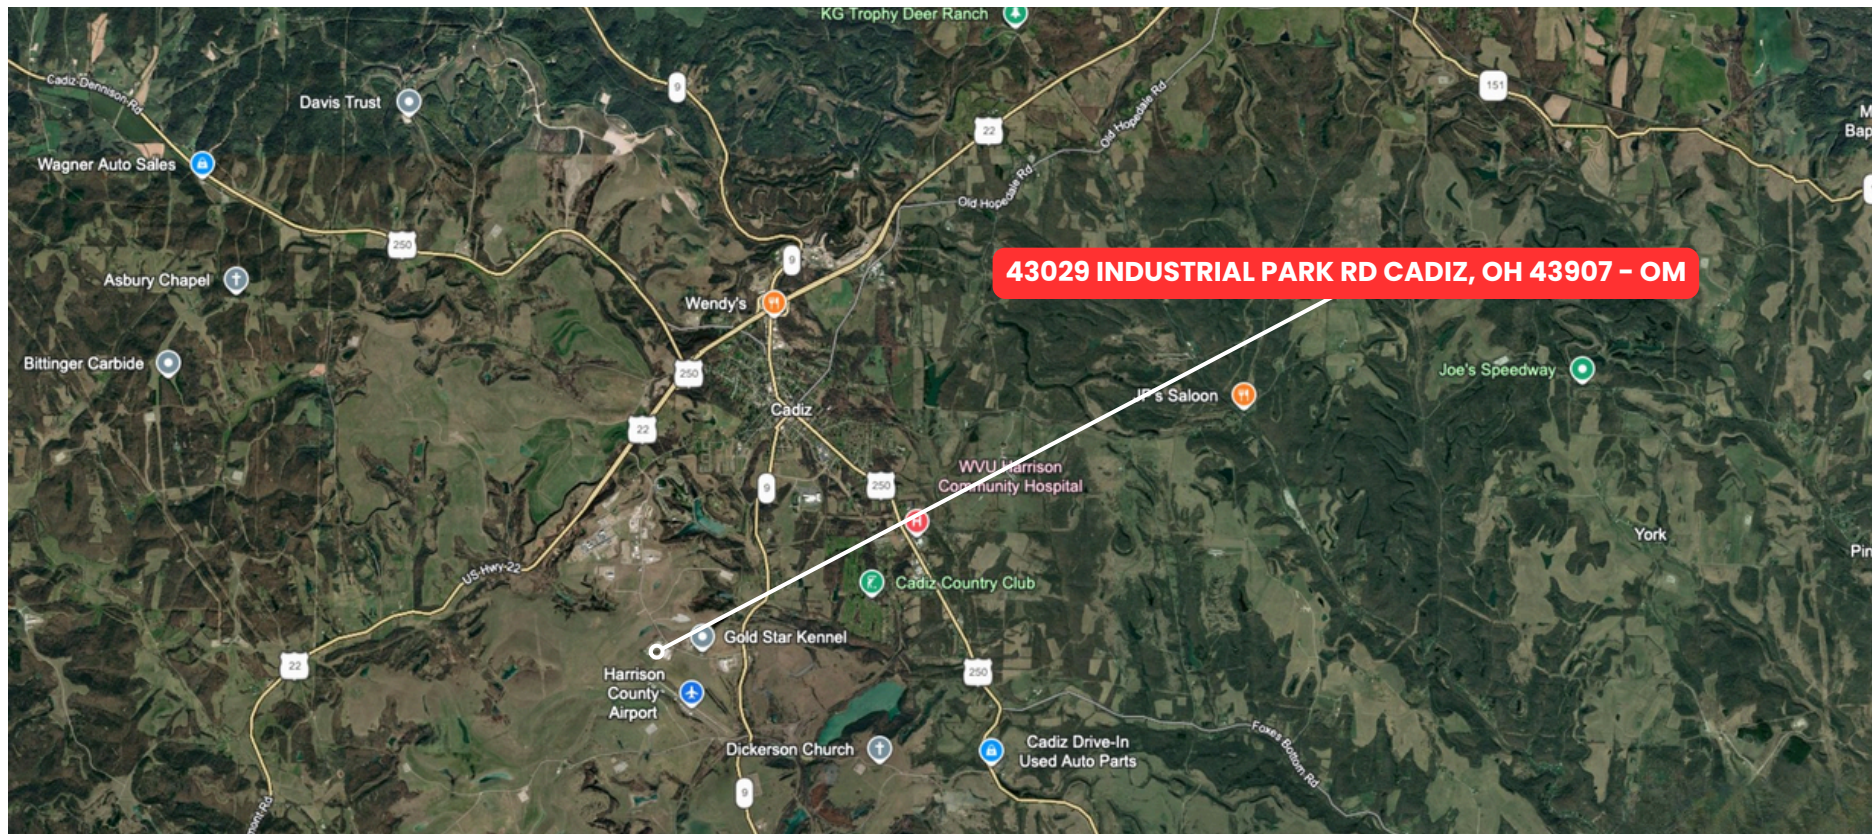 KG Trophy Deer Ranch
9
151
Cadiz-Dennison-Rd
Davis Trust
22
Old Hopedale Rd
Wagner Auto Sales
Old Hopedale Rd
250
9
43029 INDUSTRIAL PARK RD CADIZ, OH 43907 - OM
Asbury Chapel
Wendy's
Bittinger Carbide
250
Joe's Speedway
JP's Saloon
Cadiz
22
WVU Harrison
Community Hospital
9
250
H
York
US-Hwy-22
Cadiz Country Club
Gold Star Kennel
22
250
Harrison
County
Airport
Dickerson Church
Cadiz Drive-In
Used Auto Parts
Foxes Bottom Rd
9